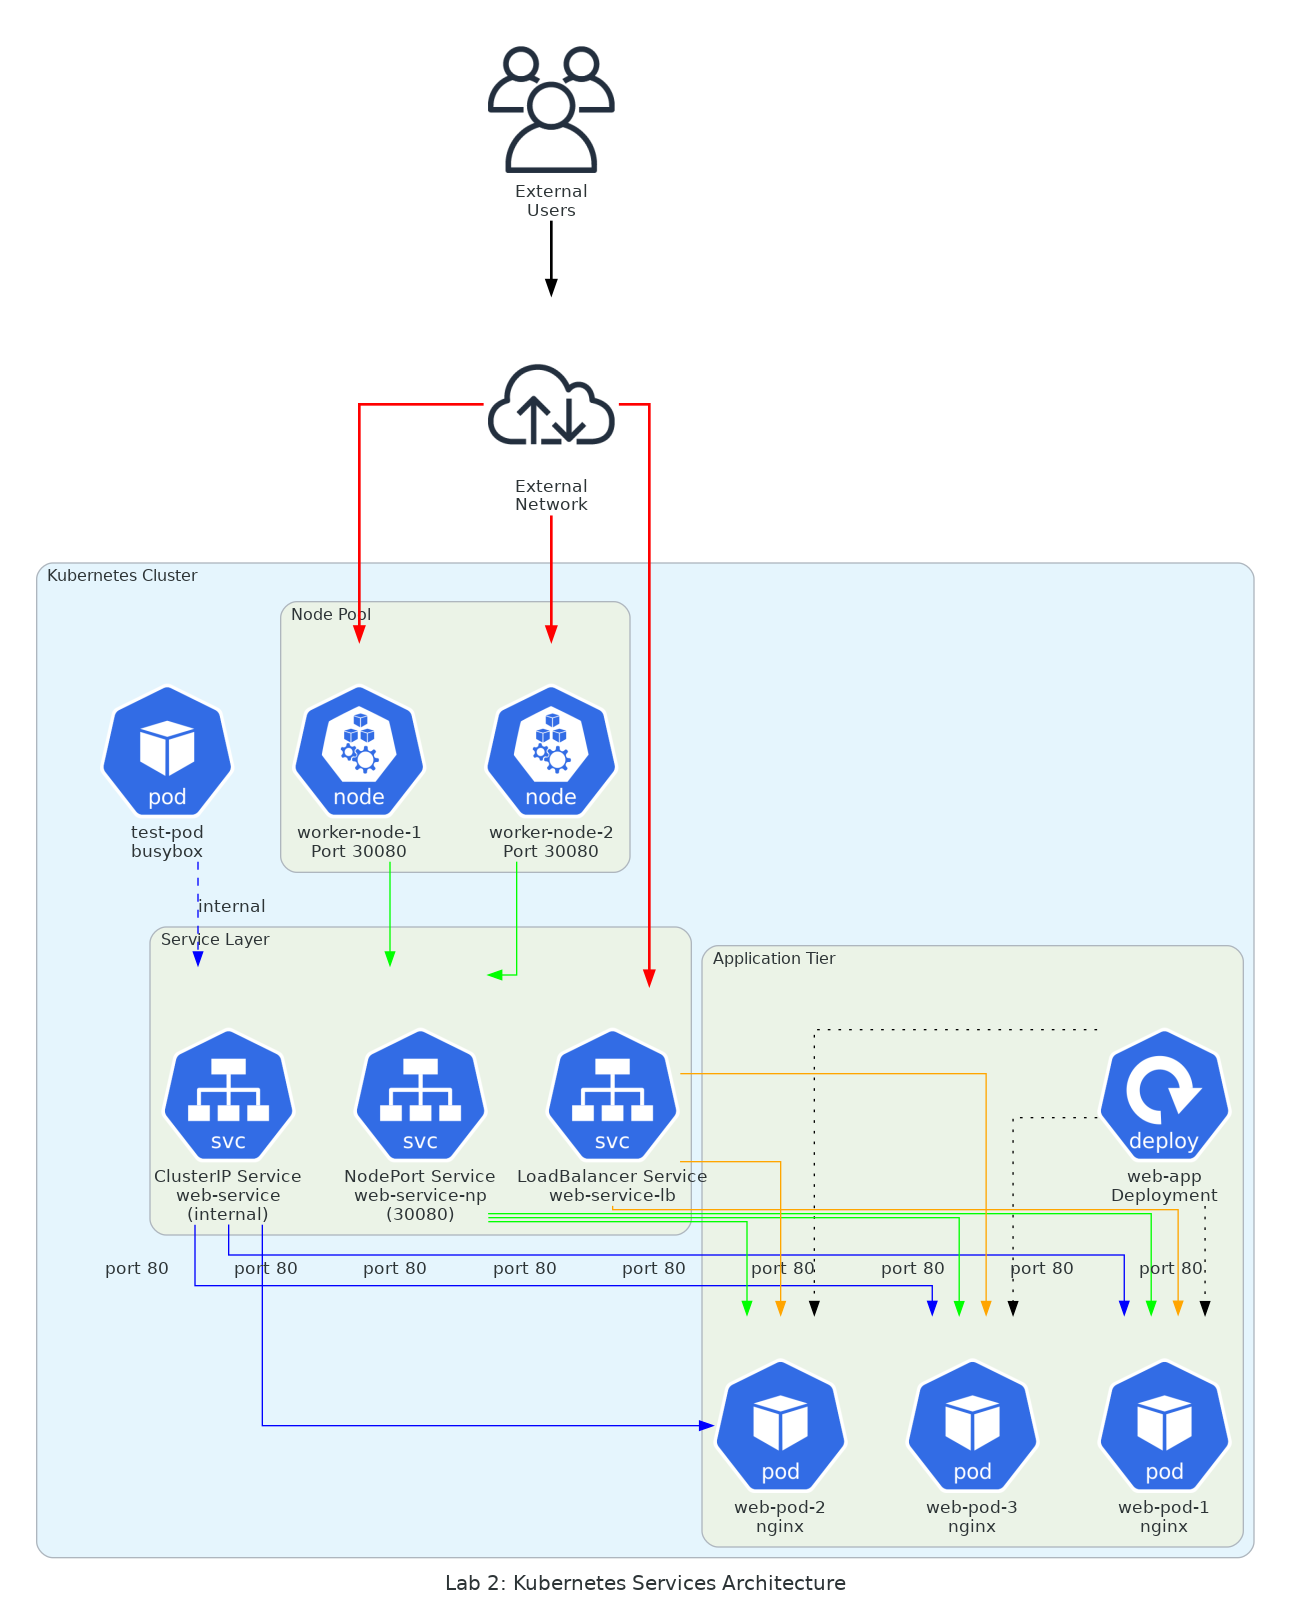 External
Users
External
Network
Kubernetes Cluster
Node Pool
pod
node
node
test-pod
busybox
worker-node-1
Port 30080
worker-node-2
Port 30080
internal
Service Layer
Application Tier
svc
svc
svc
deploy
ClusterIP Service
web-service
(internal)
NodePort Service
web-service-np
(30080)
LoadBalancer Service
web-service-lb
web-app
Deployment
port 80
port 80
port 80
port 80
port 80
port 80
port 80
port 80
port 80
pod
pod
pod
web-pod-2
nginx
web-pod-3
nginx
web-pod-1
nginx
Lab 2: Kubernetes Services Architecture